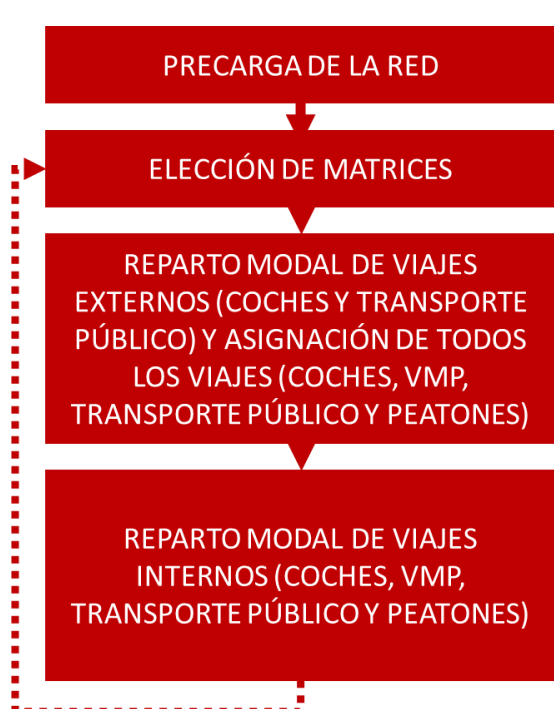 PRECARGA DE LA RED
ELECCIÓN DE MATRICES
REPARTO MODAL DE VIAJES
EXTERNOS (COCHES Y TRANSPORTE
PÚBLICO) Y ASIGNACIÓN DE TODOS
LOS VIAJES (COCHES, VMP,
TRANSPORTE PÚBLICO Y PEATONES)
REPARTO MODAL DE VIAJES
INTERNOS (COCHES, VMP,
TRANSPORTE PÚBLICO Y PEATONES)